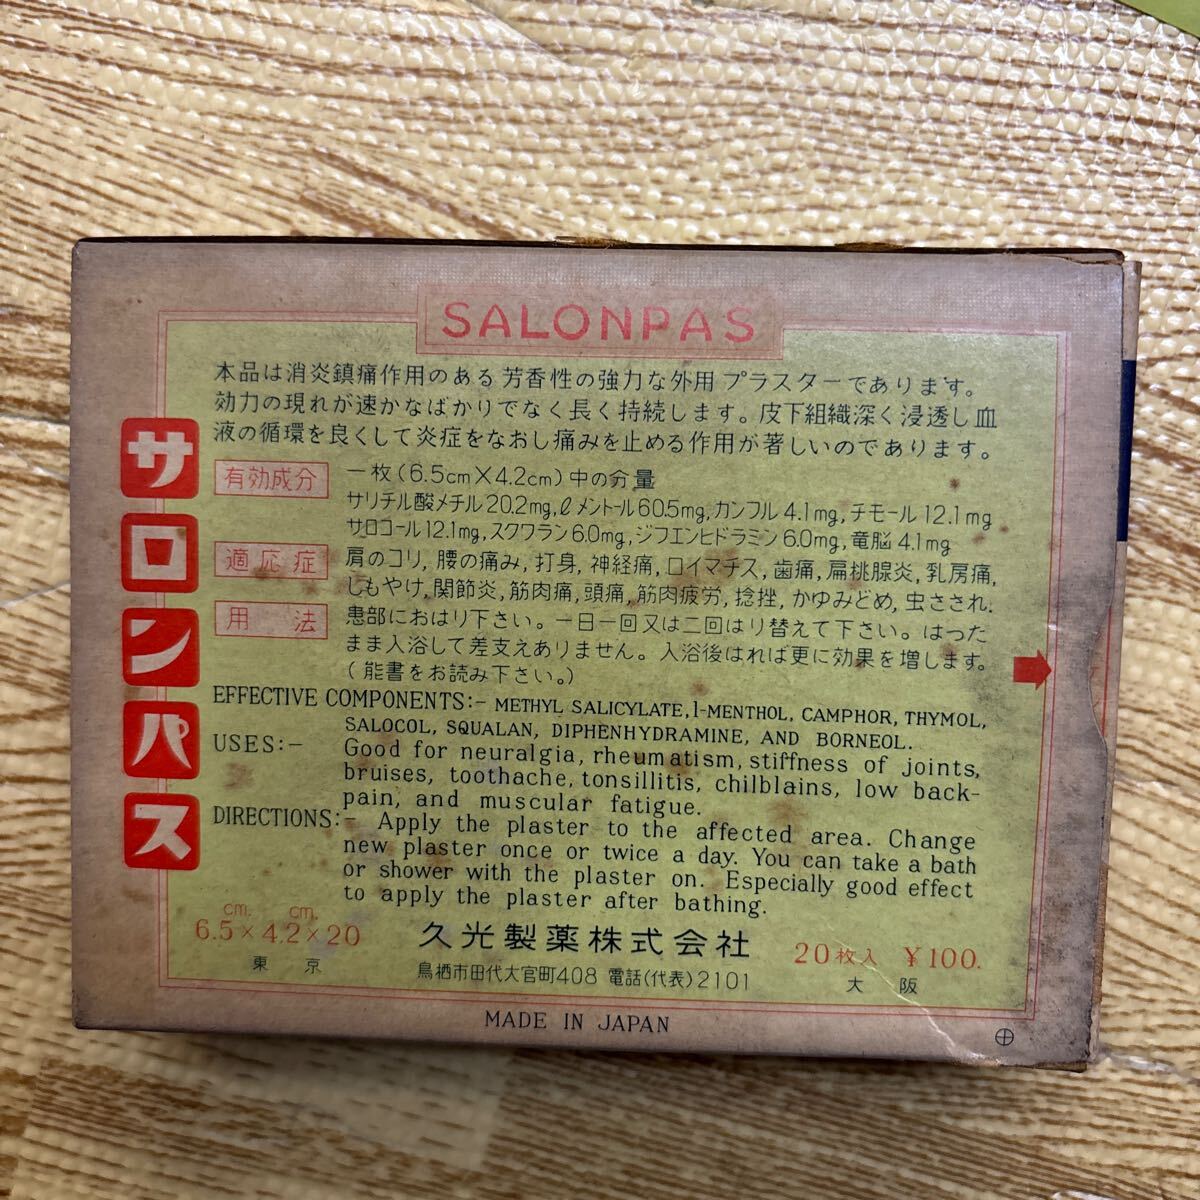 SALONPAS
本品は消炎鎮痛作用のある芳香性の強力な外用プラスターであります。
効力の現れが速かなばかりでなく長く持続します。皮下組織深く浸透し血
液の循環を良くして炎症をなおし痛みを止める作用が著しいのであります。
サロンパス
有効成分 一枚(6.5cm×4.2cm)中の分量
サリチル酸メチル20.2mg,ℓメントール60.5mg,カンフル4.1mg,チモール12.1mg
サロコール12.1mg,スクワラン6.0mg,ジフエンヒドラミン6.0mg,竜脳4.1mg
適応症 肩のコリ,腰の痛み,打身,神経痛,ロイマチス,歯痛,扁桃腺炎,乳房痛,
しもやけ,関節炎,筋肉痛,頭痛,筋肉疲労,捻挫,かゆみどめ,虫さされ.
用法 患部におはり下さい。一日一回又は二回はり替えて下さい。はった
まま入浴して差支えありません。入浴後はれば更に効果を増します。
(能書をお読み下さい。)
EFFECTIVE COMPONENTS:- METHYL SALICYLATE, l-MENTHOL, CAMPHOR, THYMOL,
SALOCOL, SQUALAN, DIPHENHYDRAMINE, AND BORNEOL.
USES:- Good for neuralgia, rheumatism, stiffness of joints,
bruises, toothache, tonsillitis, chilblains, low back-
pain, and muscular fatigue.
DIRECTIONS:- Apply the plaster to the affected area. Change
new plaster once or twice a day. You can take a bath
or shower with the plaster on. Especially good effect
to apply the plaster after bathing.
cm. cm.
6.5×4.2×20
久光製薬株式会社
20枚入 ¥100.
東京
鳥栖市田代大官町408 電話(代表)2101
大阪
MADE IN JAPAN